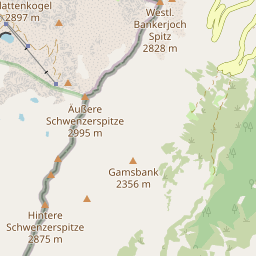 lattenkogel
2897 m
Westl.
Bankerjoch
Spitz
2828 m
Äußere
Schwenzerspitze
2995 m
Gamsbank
2356 m
Hintere
Schwenzerspitze
2875 m